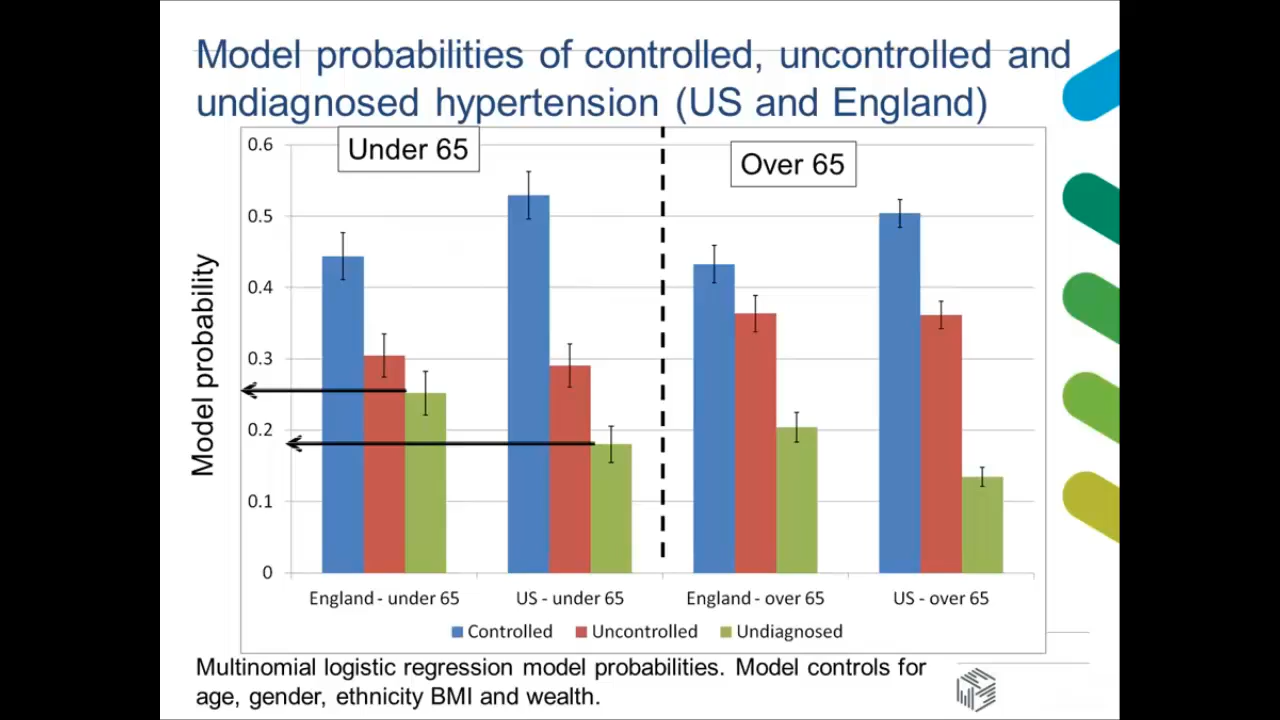 Model probabilities of controlled, uncontrolled and
undiagnosed hypertension (US and England)
Under 65
Over 65
Model probability
0.6
0.5
0.4
0.3
0.2
0.1
0
England - under 65
US - under 65
England - over 65
US - over 65
Controlled
Uncontrolled
Undiagnosed
Multinomial logistic regression model probabilities. Model controls for
age, gender, ethnicity BMI and wealth.